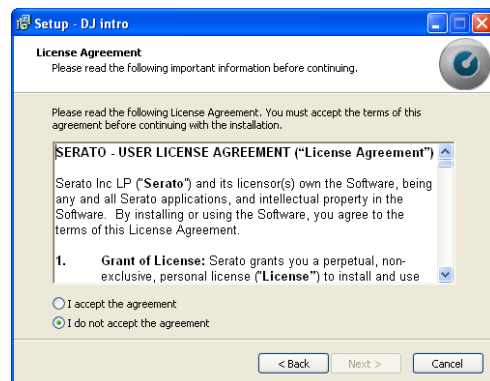 Setup - DJ intro
License Agreement
Please read the following important information before continuing.
Please read the following License Agreement. You must accept the terms of this
agreement before continuing with the installation.
SERATO - USER LICENSE AGREEMENT (“License Agreement”)
Serato Inc LP ("Serato") and its licensor(s) own the Software, being
any and all Serato applications, and intellectual property in the
Software. By installing or using the Software, you agree to the
terms of this License Agreement.
1. Grant of License: Serato grants you a perpetual, non-
exclusive, personal license ("License") to install and use
I accept the agreement
I do not accept the agreement
< Back Next > Cancel